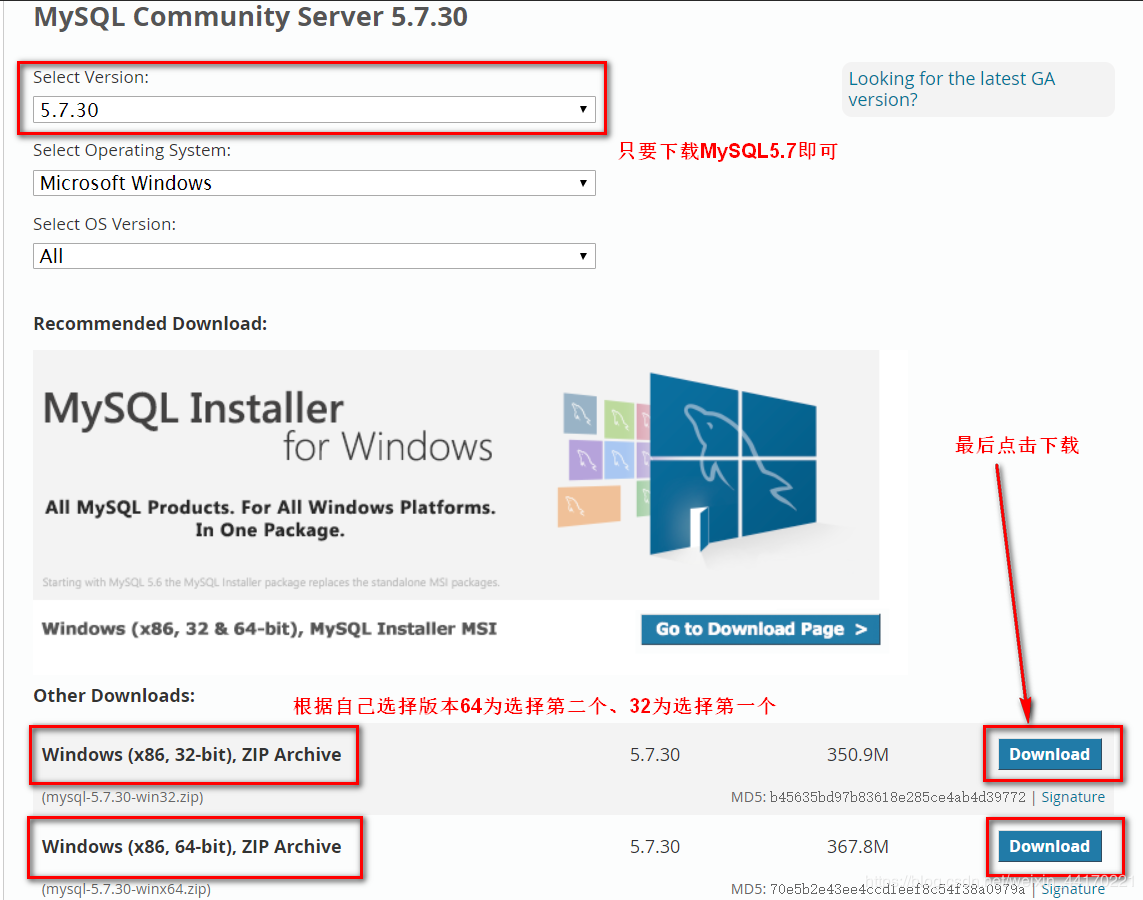 MySQL Community Server 5.7.30
Select Version:
5.7.30
Looking for the latest GA
version?
只要下载MySQL5.7即可
Select Operating System:
Microsoft Windows
Select OS Version:
All
Recommended Download:
MySQL Installer
for Windows
All MySQL Products. For All Windows Platforms.
In One Package.
Starting with MySQL 5.6 the MySQL Installer package replaces the standalone MSI packages.
最后点击下载
Windows (x86, 32 & 64-bit), MySQL Installer MSI
Go to Download Page >
Other Downloads:
根据自己选择版本64为选择第二个、32为选择第一个
Windows (x86, 32-bit), ZIP Archive 5.7.30 350.9M Download
(mysql-5.7.30-win32.zip) MD5: b45635bd97b83618e285ce4ab4d39772 | Signature
Windows (x86, 64-bit), ZIP Archive 5.7.30 367.8M Download
(mysql-5.7.30-winx64.zip) MD5: 70e5b2e43ee4ccd1eef8c54f38a0979a | Signature
https://blog.csdn.net/weixin_44170221